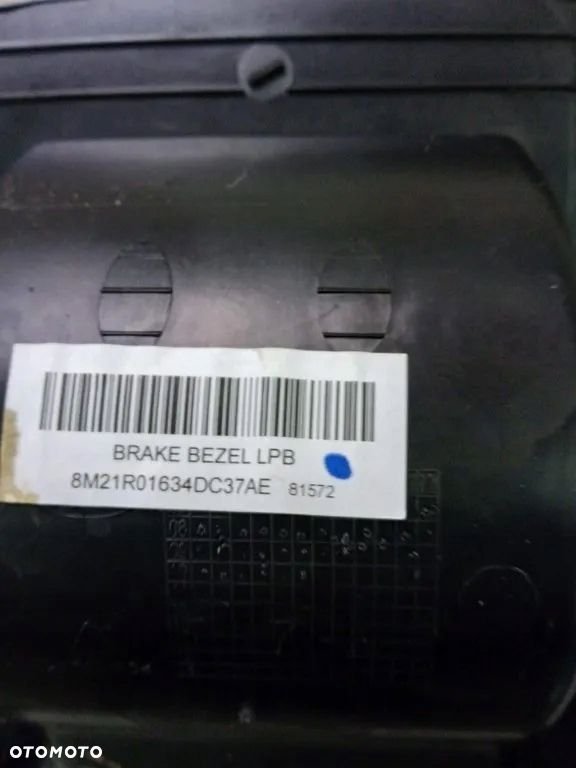 BRAKE BEZEL LPB
8M21R01634DC37AE 81572
OTOMOTO